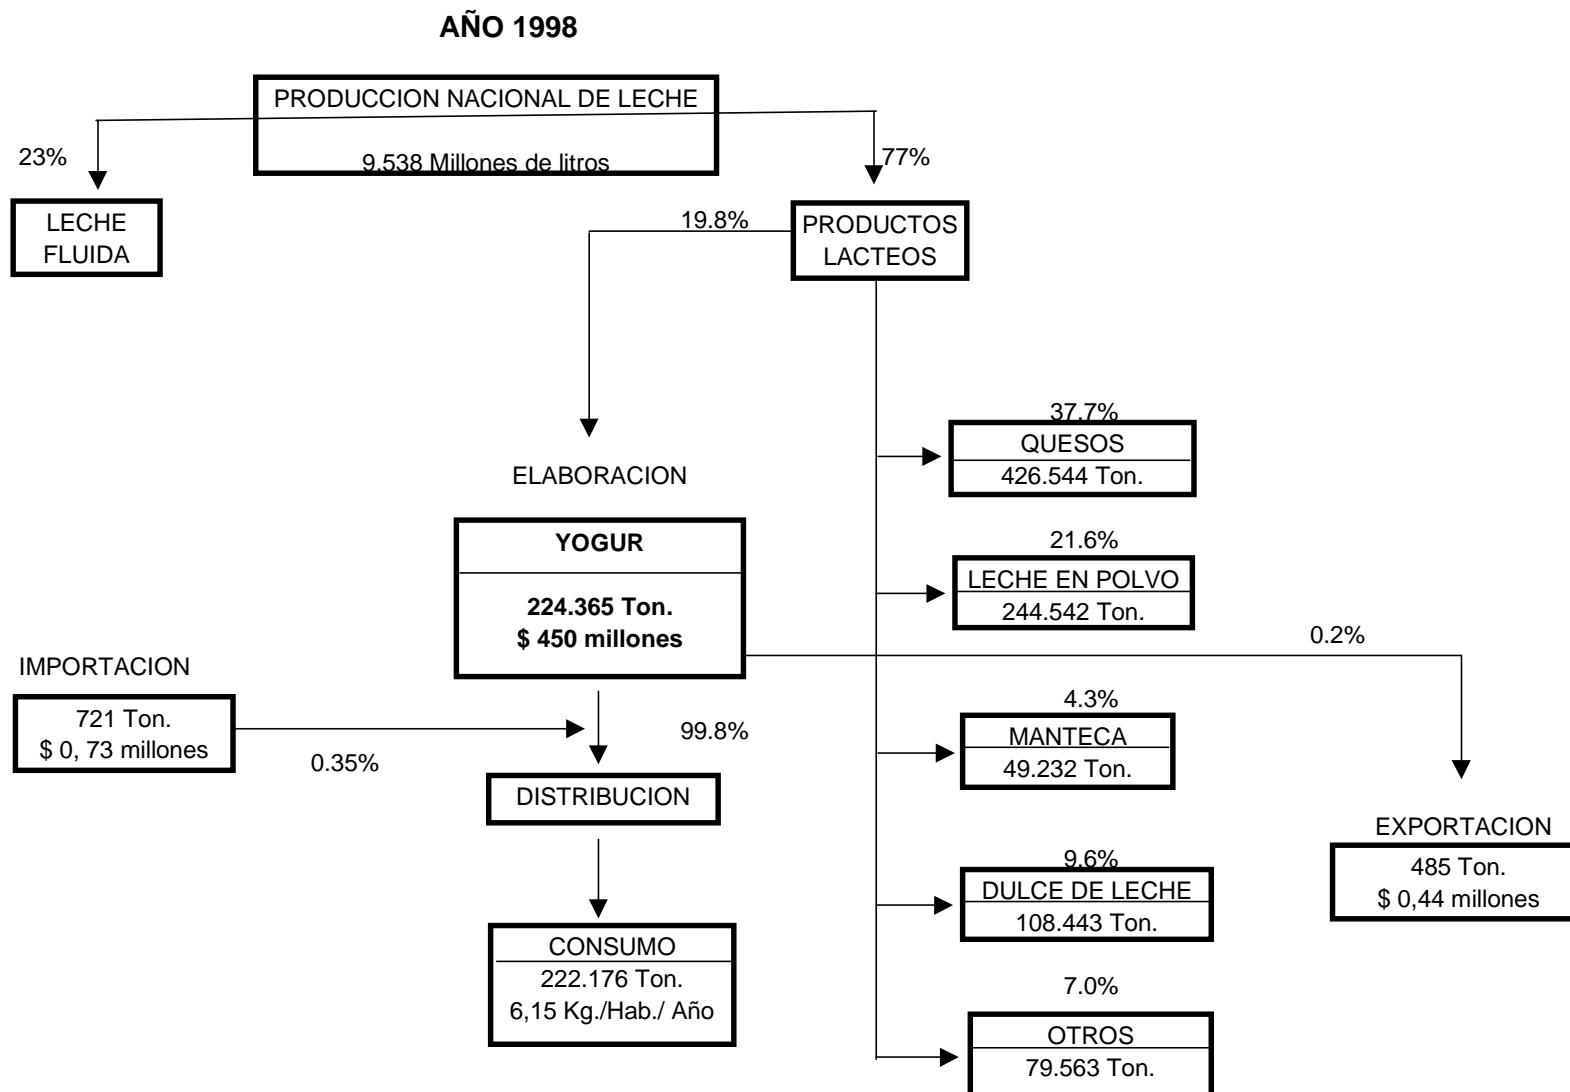 AÑO 1998
PRODUCCION NACIONAL DE LECHE
9.538 Millones de litros
23%
77%
LECHE
FLUIDA
19.8%
PRODUCTOS
LACTEOS
37.7%
QUESOS
426.544 Ton.
ELABORACION
YOGUR
224.365 Ton.
$ 450 millones
21.6%
LECHE EN POLVO
244.542 Ton.
0.2%
IMPORTACION
721 Ton.
$ 0, 73 millones
0.35%
99.8%
4.3%
MANTECA
49.232 Ton.
DISTRIBUCION
EXPORTACION
485 Ton.
$ 0,44 millones
9.6%
DULCE DE LECHE
108.443 Ton.
CONSUMO
222.176 Ton.
6,15 Kg./Hab./ Año
7.0%
OTROS
79.563 Ton.